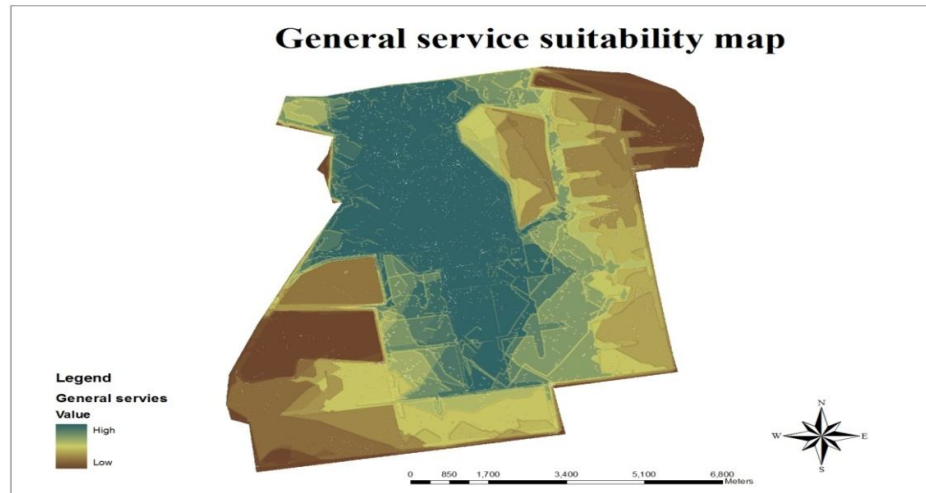 General service suitability map
Legend
General servies
Value
High
Low
N
W E
S
0 850 1,700 3,400 5,100 6,800
Meters